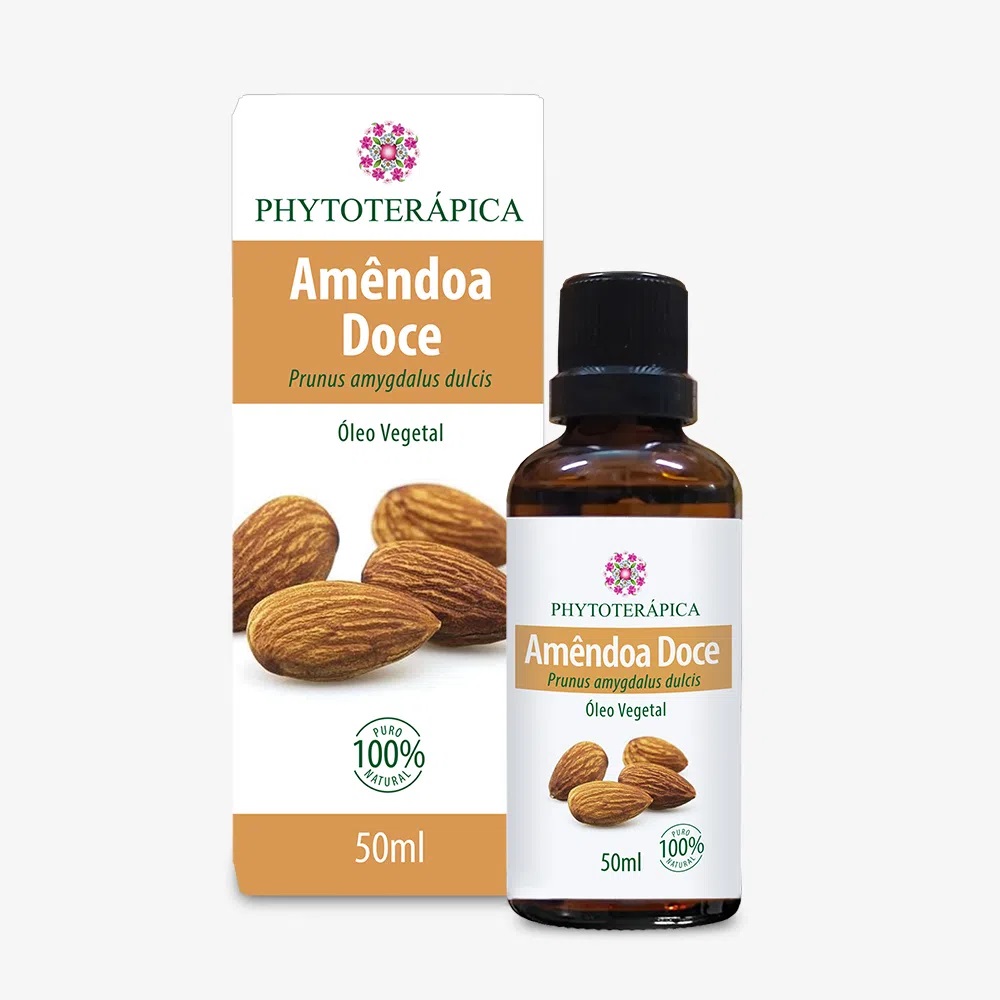 PHYTOTERÁPICA
Amêndoa
Doce
Prunus amygdalus dulcis
Óleo Vegetal
PURO
100%
NATURAL
50ml
PHYTOTERÁPICA
Amêndoa Doce
Prunus amygdalus dulcis
Óleo Vegetal
50ml
PURO
100%
NATURAL